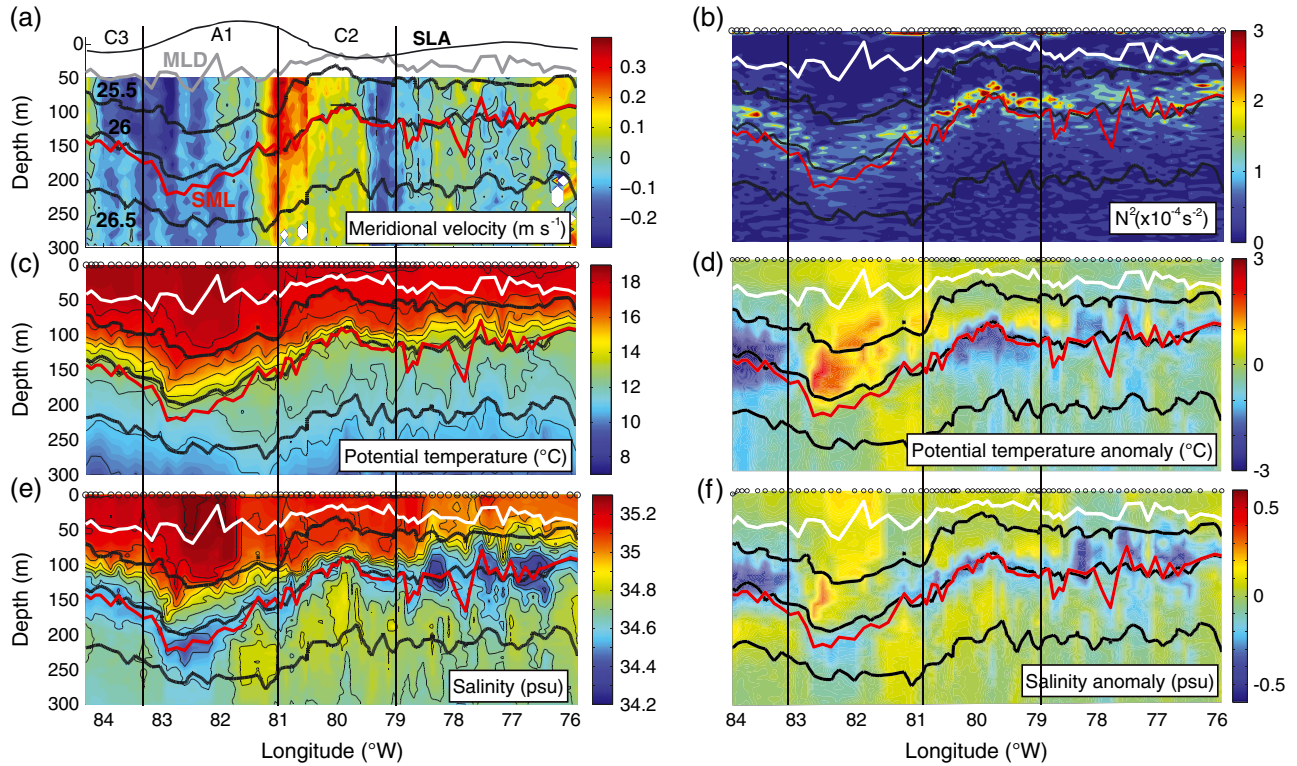 (a)
C3
A1
C2
SLA
MLD
25.5
26
26.5
SML
Meridional velocity (m s⁻¹)
Depth (m)
0
50
100
150
200
250
300
0.3
0.2
0.1
0
−0.1
−0.2
(b)
N²(x10⁻⁴s⁻²)
3
2
1
0
(c)
Potential temperature (°C)
Depth (m)
0
50
100
150
200
250
300
18
16
14
12
10
8
(d)
Potential temperature anomaly (°C)
3
0
-3
(e)
Salinity (psu)
Depth (m)
0
50
100
150
200
250
300
35.2
35
34.8
34.6
34.4
34.2
84 83 82 81 80 79 78 77 76
Longitude (°W)
(f)
Salinity anomaly (psu)
0.5
0
-0.5
84 83 82 81 80 79 78 77 76
Longitude (°W)